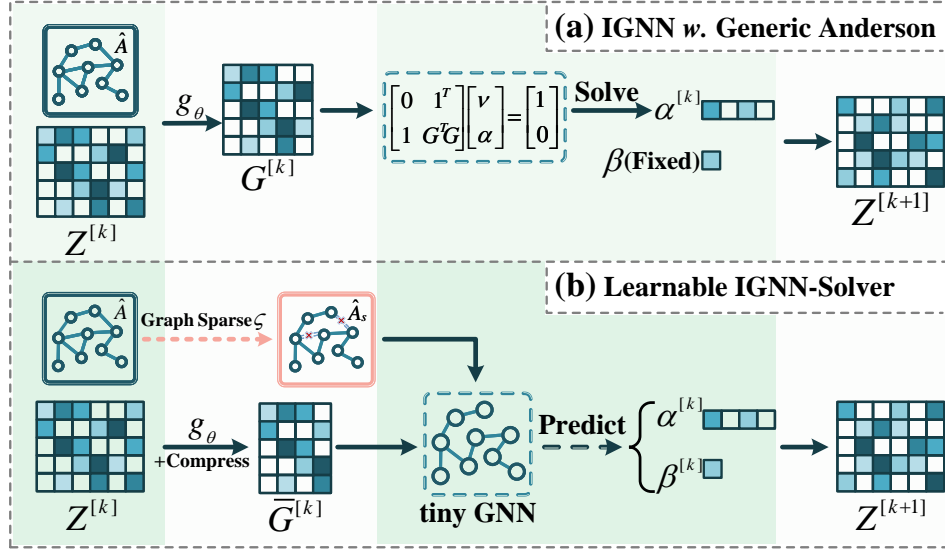 (a) IGNN w. Generic Anderson
Â
g_θ
Z^[k]
G^[k]
[0 1^T; 1 G^TG] [ν; α] = [1; 0]
Solve
α^[k]
β(Fixed)
Z^[k+1]
(b) Learnable IGNN-Solver
Â
Graph Sparse ς
Â_s
g_θ
+Compress
Z^[k]
G̅^[k]
tiny GNN
Predict
α^[k]
β^[k]
Z^[k+1]